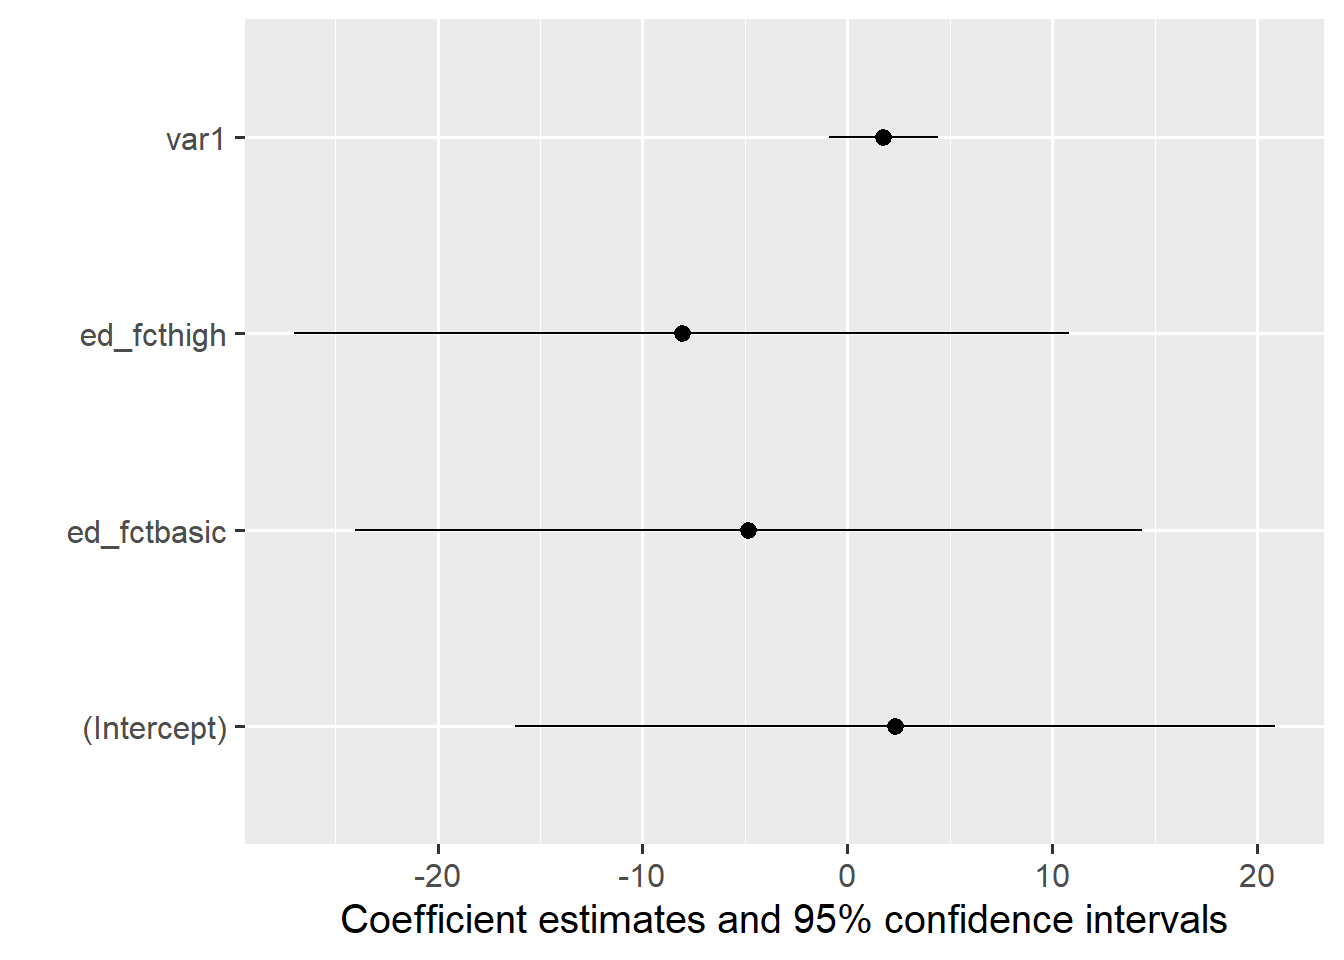 var1
ed_fcthigh
ed_fctbasic
(Intercept)
-20 -10 0 10 20
Coefficient estimates and 95% confidence intervals